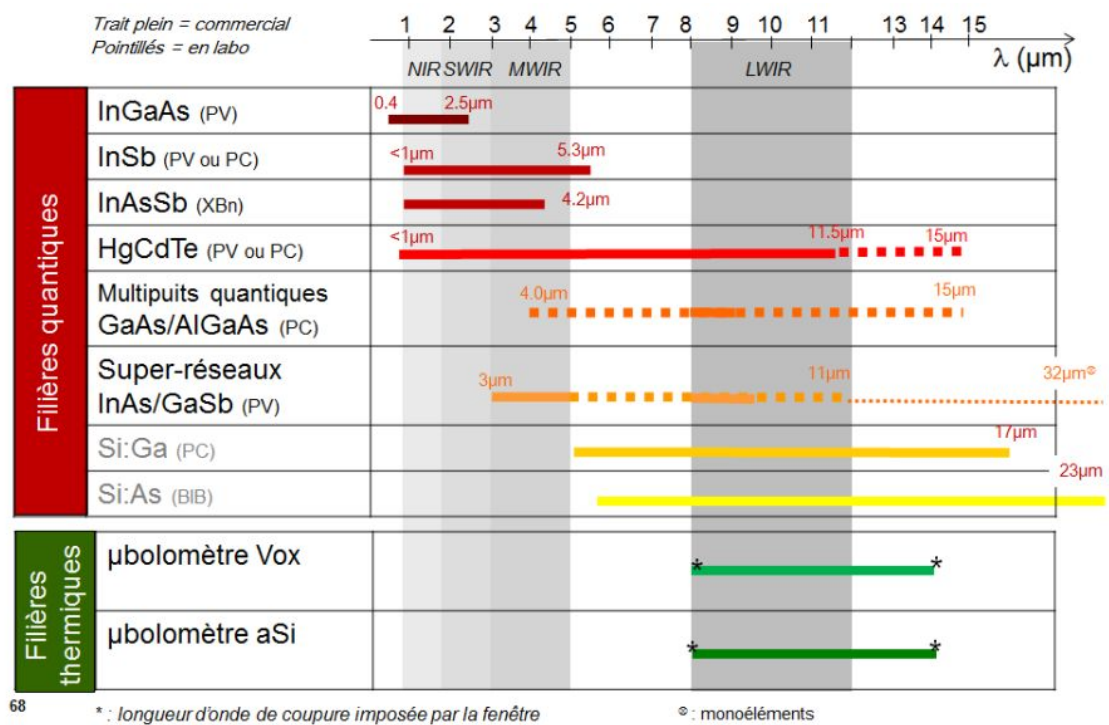 Trait plein = commercial
Pointillés = en labo
1 2 3 4 5 6 7 8 9 10 11 13 14 15
λ (µm)
NIR SWIR MWIR LWIR
Filières quantiques
InGaAs (PV)
0.4 2.5µm
InSb (PV ou PC)
<1µm 5.3µm
InAsSb (XBn)
4.2µm
HgCdTe (PV ou PC)
<1µm 11.5µm 15µm
Multipuits quantiques
GaAs/AlGaAs (PC)
4.0µm 15µm
Super-réseaux
InAs/GaSb (PV)
3µm 11µm 32µm⊗
Si:Ga (PC)
17µm
Si:As (BIB)
23µm
Filières
thermiques
µbolomètre Vox
* *
µbolomètre aSi
* *
68
* : longueur d'onde de coupure imposée par la fenêtre
⊗ : monoéléments